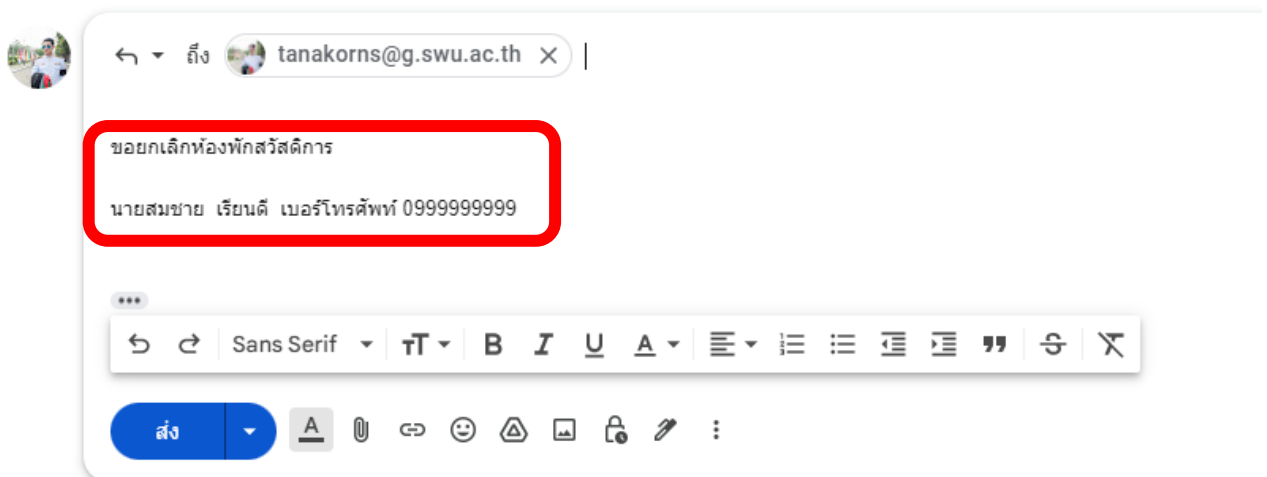 ถึง tanakorns@g.swu.ac.th
ขอยกเลิกห้องพักสวัสดิการ
นายสมชาย เรียนดี เบอร์โทรศัพท์ 0999999999
Sans Serif
ส่ง